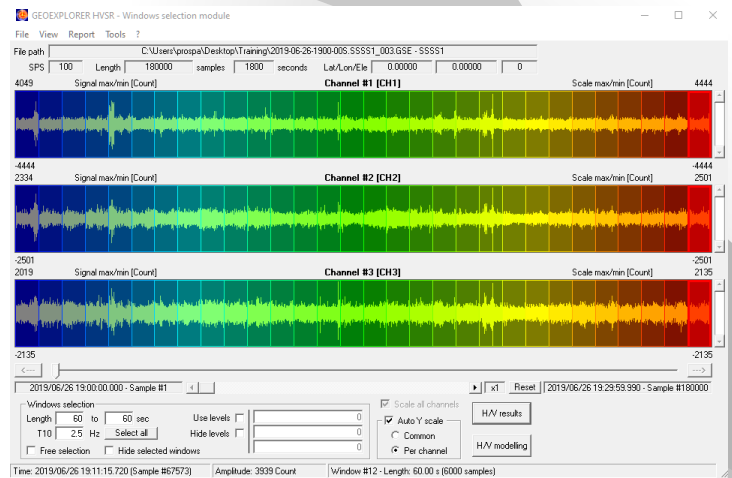 GEOEXPLORER HVSR - Windows selection module
File View Report Tools ?
File path C:\Users\prospa\Desktop\Training\2019-06-26-1900-00S.SSSS1_003.GSE - SSSS1
SPS 100 Length 180000 samples 1800 seconds Lat/Lon/Ele 0.00000 0.00000 0
4049 Signal max/min [Count] Channel #1 [CH1] Scale max/min [Count] 4444
-4444 -4444
2334 Signal max/min [Count] Channel #2 [CH2] Scale max/min [Count] 2501
-2501 -2501
2019 Signal max/min [Count] Channel #3 [CH3] Scale max/min [Count] 2135
-2135 -2135
<--- --->
2019/06/26 19:00:00.000 - Sample #1 x1 Reset 2019/06/26 19:29:59.990 - Sample #180000
Windows selection
Length 60 to 60 sec Use levels 0
T10 2.5 Hz Select all Hide levels 0
Free selection Hide selected windows 0
Scale all channels
Auto Y scale
Common
Per channel
H/V results
H/V modelling
Time: 2019/06/26 19:11:15.720 (Sample #67573) Amplitude: 3939 Count Window #12 - Length: 60.00 s (6000 samples)